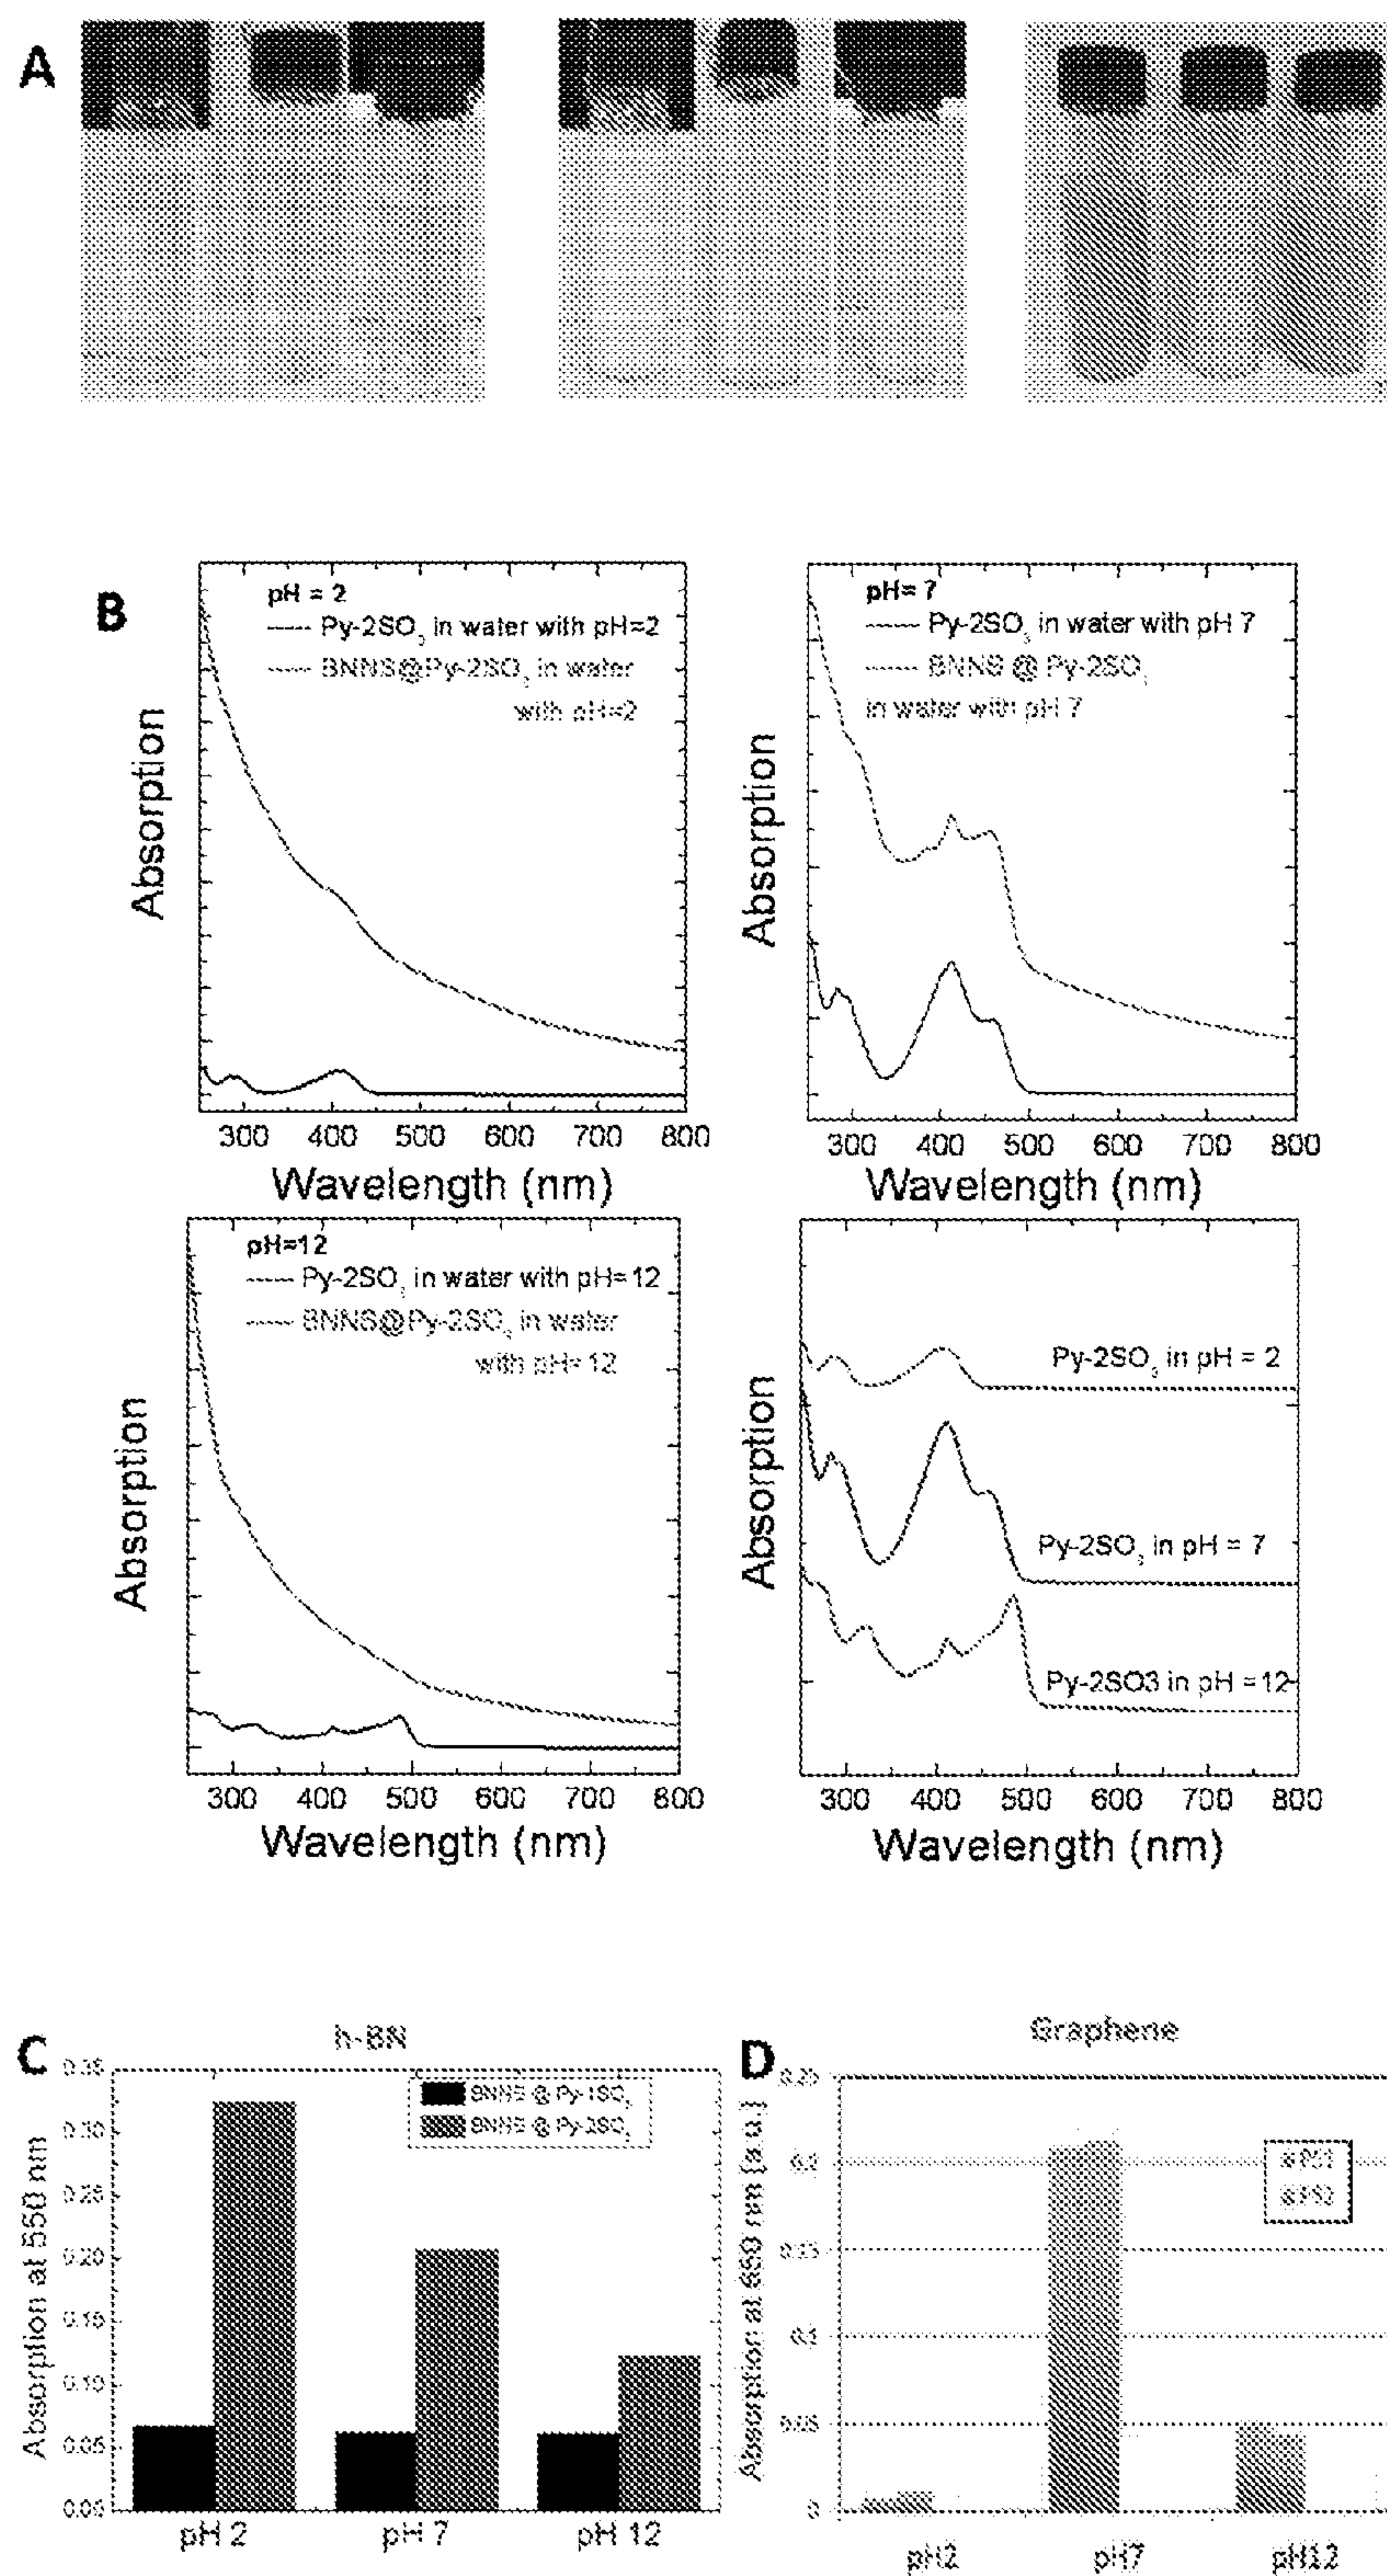 A
B
pH = 2
Py-2SO3 in water with pH=2
BNNS@Py-2SO3 in water
with pH=2
Absorption
300 400 500 600 700 800
Wavelength (nm)
pH= 7
Py-2SO3 in water with pH 7
BNNS @ Py-2SO3
in water with pH 7
Absorption
300 400 500 600 700 800
Wavelength (nm)
pH=12
Py-2SO3 in water with pH=12
BNNS@Py-2SO3 in water
with pH=12
Absorption
300 400 500 600 700 800
Wavelength (nm)
Py-2SO3 in pH = 2
Py-2SO3 in pH = 7
Py-2SO3 in pH =12
Absorption
300 400 500 600 700 800
Wavelength (nm)
C
h-BN
BNNS @ Py-1SO3
BNNS @ Py-2SO3
Absorption at 550 nm
0.35
0.30
0.25
0.20
0.15
0.10
0.05
0.00
pH 2 pH 7 pH 12
D
Graphene
PS1
PS2
Absorption at 660 nm [a.u.]
0.25
0.2
0.15
0.1
0.05
0
pH2 pH7 pH12